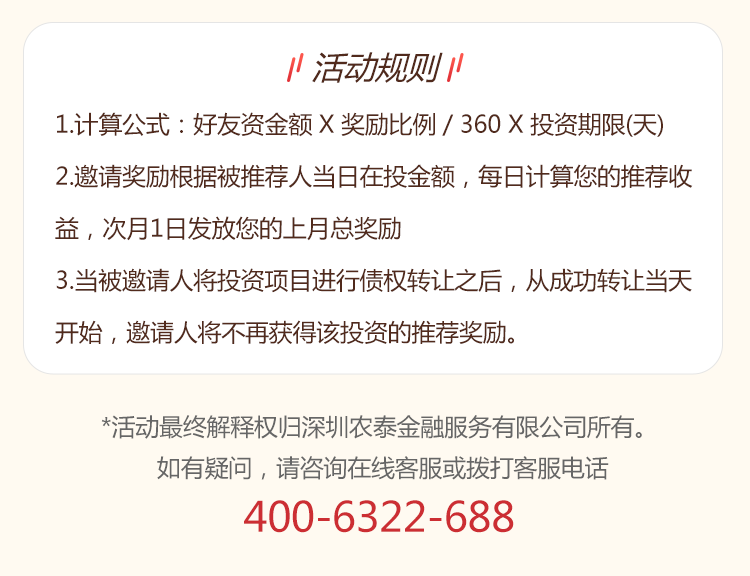 活动规则
1.计算公式：好友资金额 X 奖励比例 / 360 X 投资期限(天)
2.邀请奖励根据被推荐人当日在投金额，每日计算您的推荐收
益，次月1日发放您的上月总奖励
3.当被邀请人将投资项目进行债权转让之后，从成功转让当天
开始，邀请人将不再获得该投资的推荐奖励。
*活动最终解释权归深圳农泰金融服务有限公司所有。
如有疑问，请咨询在线客服或拨打客服电话
400-6322-688